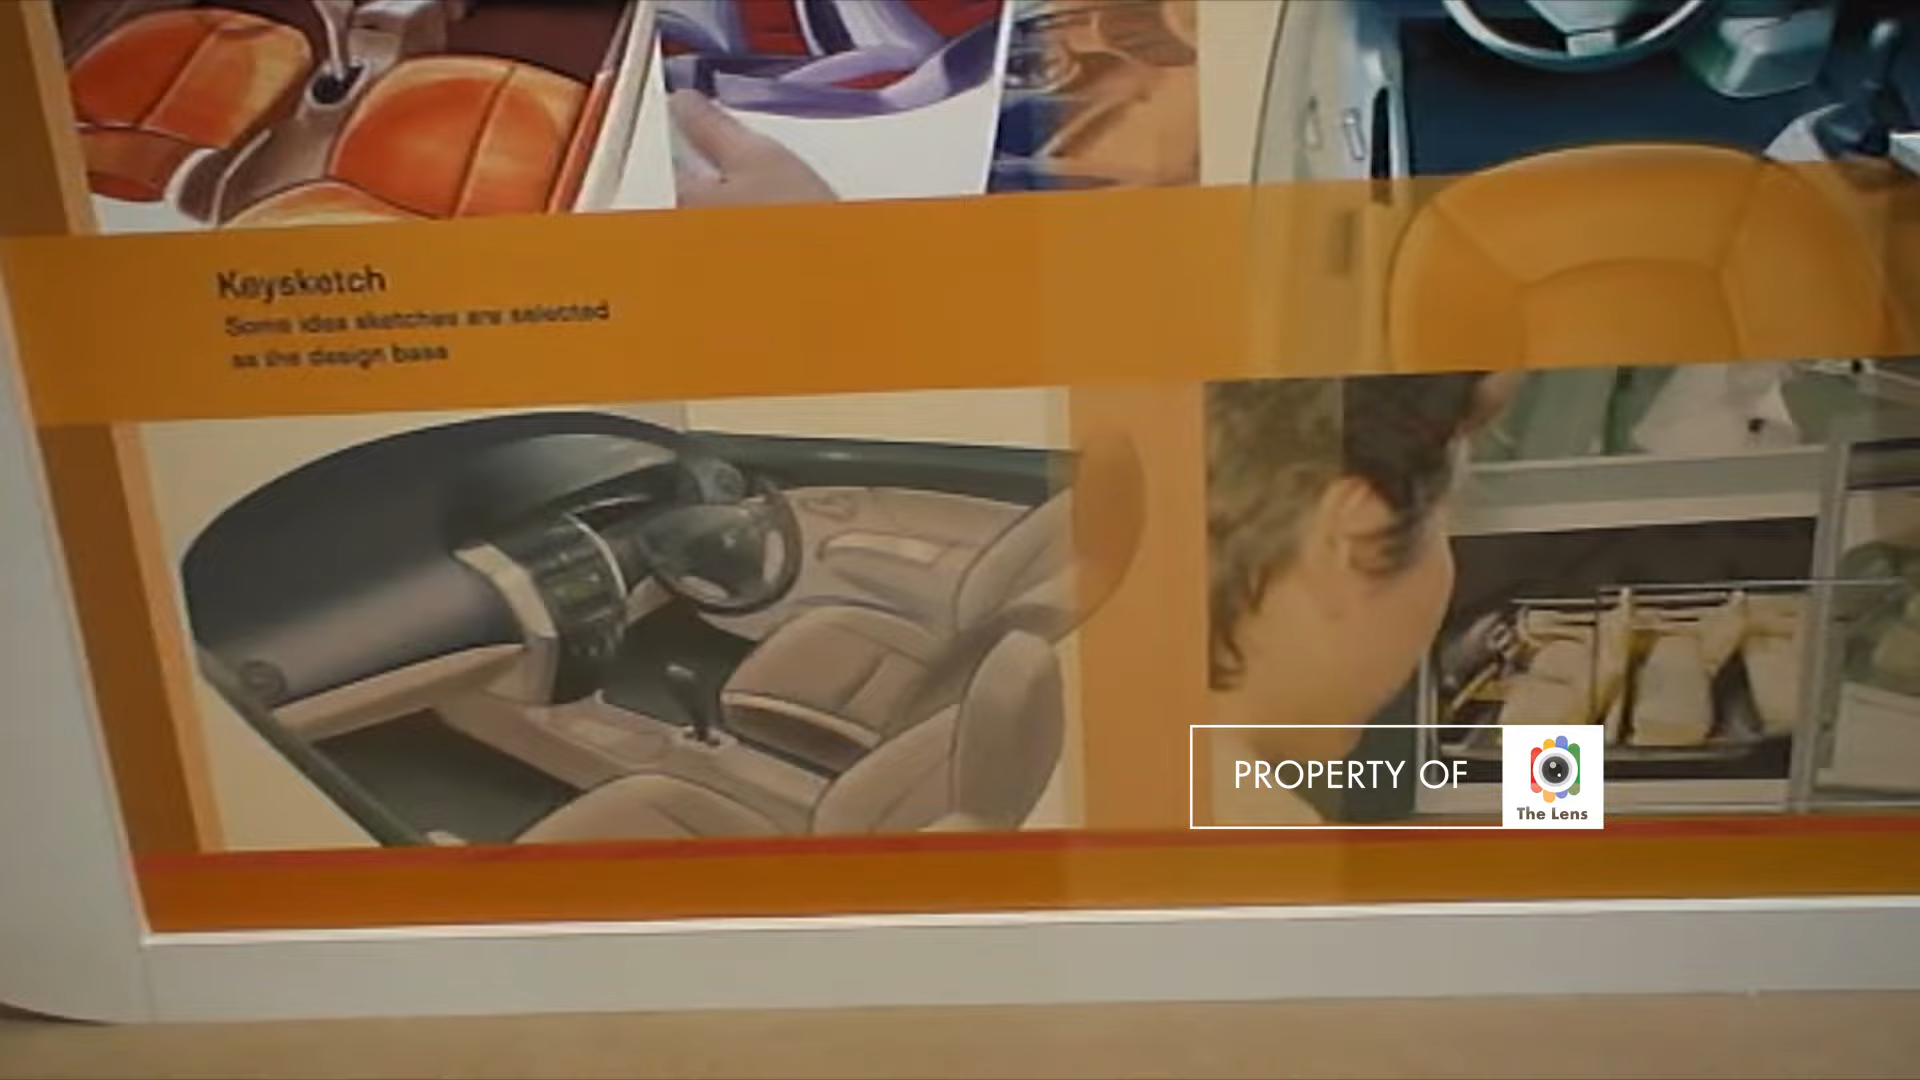 Keysketch
Some idea sketches are selected
as the design base
PROPERTY OF
The Lens